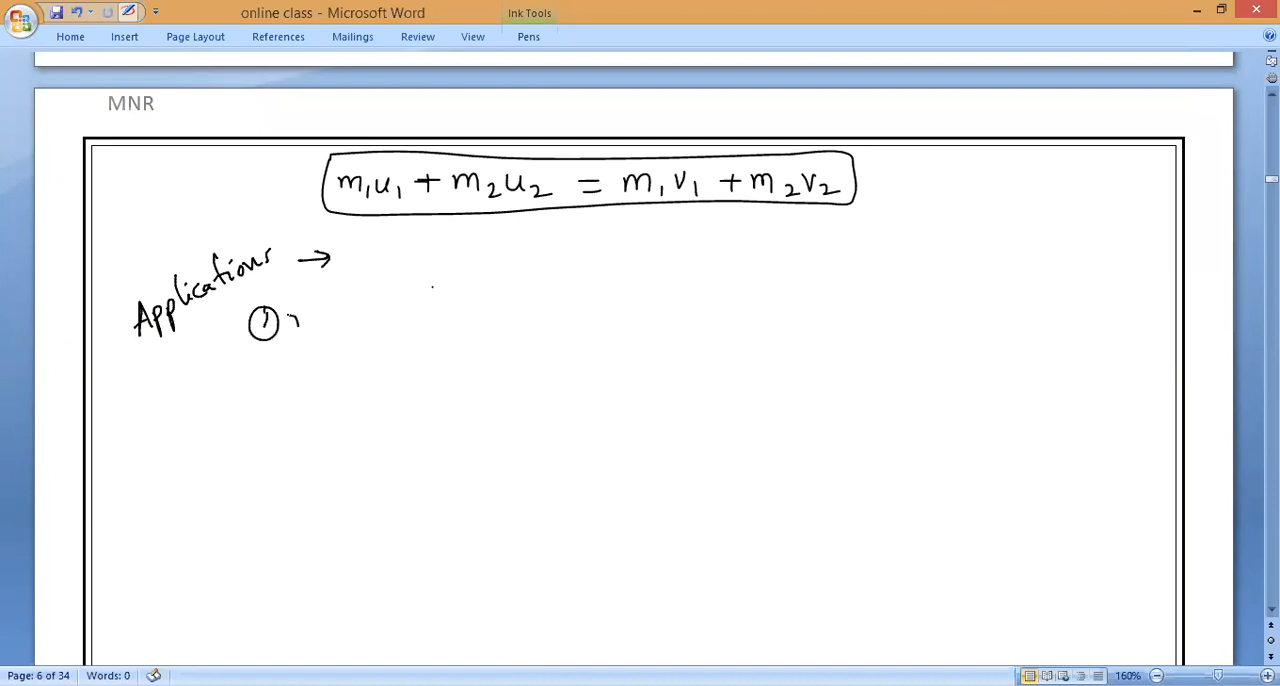 online class - Microsoft Word
Ink Tools
Home Insert Page Layout References Mailings Review View Pens
MNR
m₁u₁ + m₂u₂ = m₁v₁ + m₂v₂
Applications →
①
Page: 6 of 34 Words: 0 160%